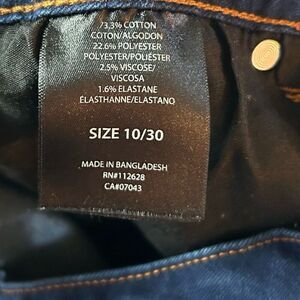 73.3% COTTON
COTON/ALGODON
22.6% POLYESTER
POLYESTER/POLIÉSTER
2.5% VISCOSE/
VISCOSA
1.6% ELASTANE
ÉLASTHANNE/ELASTANO
SIZE 10/30
MADE IN BANGLADESH
RN#112628
CA#07043